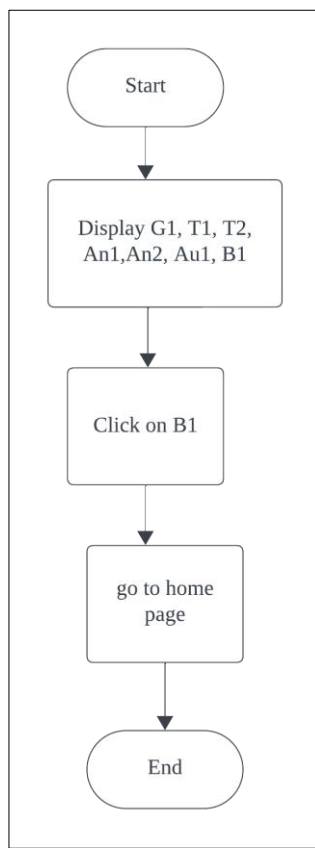 Start
Display G1, T1, T2,
An1,An2, Au1, B1
Click on B1
go to home
page
End